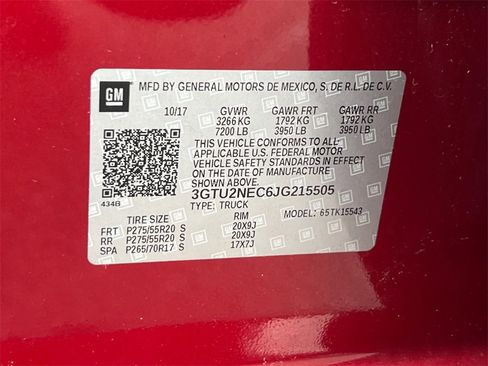 GM
MFD BY GENERAL MOTORS DE MEXICO, S. DE R.L. DE C.V.
10/17 GVWR GAWR FRT GAWR RR
3266 KG 1792 KG 1792 KG
7200 LB 3950 LB 3950 LB
THIS VEHICLE CONFORMS TO ALL
APPLICABLE U.S. FEDERAL MOTOR
VEHICLE SAFETY STANDARDS IN EFFECT ON
THE DATE OF MANUFACTURE SHOWN ABOVE.
3GTU2NEC6JG215505
434B TYPE: TRUCK
TIRE SIZE RIM MODEL: 65TK15543
FRT P275/55R20 S 20X9J
RR P275/55R20 S 20X9J
SPA P265/70R17 S 17X7J